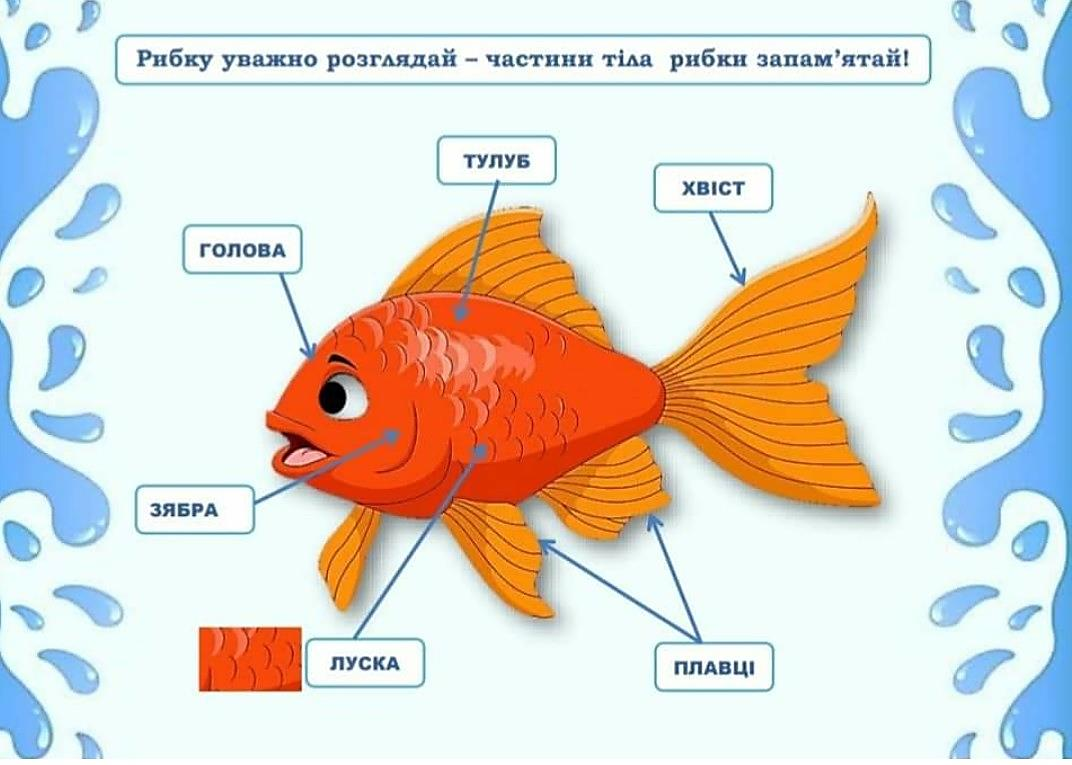 Рибку уважно розглядай – частини тіла рибки запам’ятай!
ТУЛУБ
ХВІСТ
ГОЛОВА
ЗЯБРА
ЛУСКА
ПЛАВЦІ